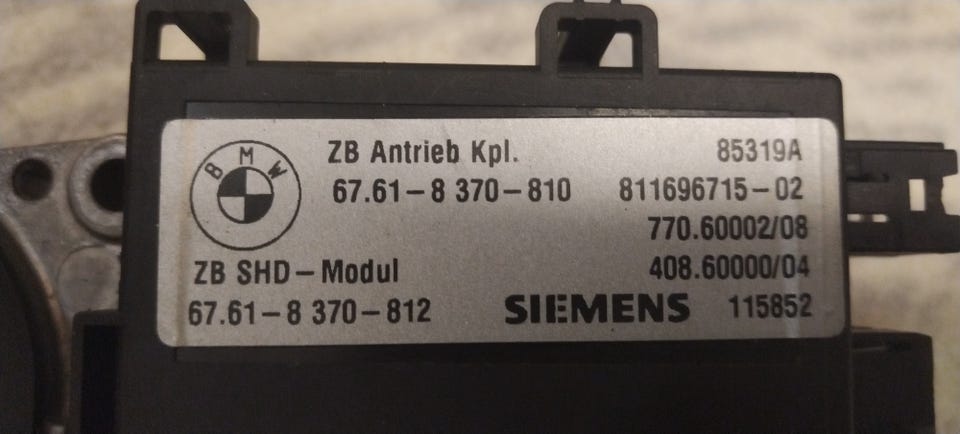 BMW
ZB Antrieb Kpl. 85319A
67.61-8 370-810 811696715-02
770.60002/08
ZB SHD-Modul 408.60000/04
67.61-8 370-812 SIEMENS 115852